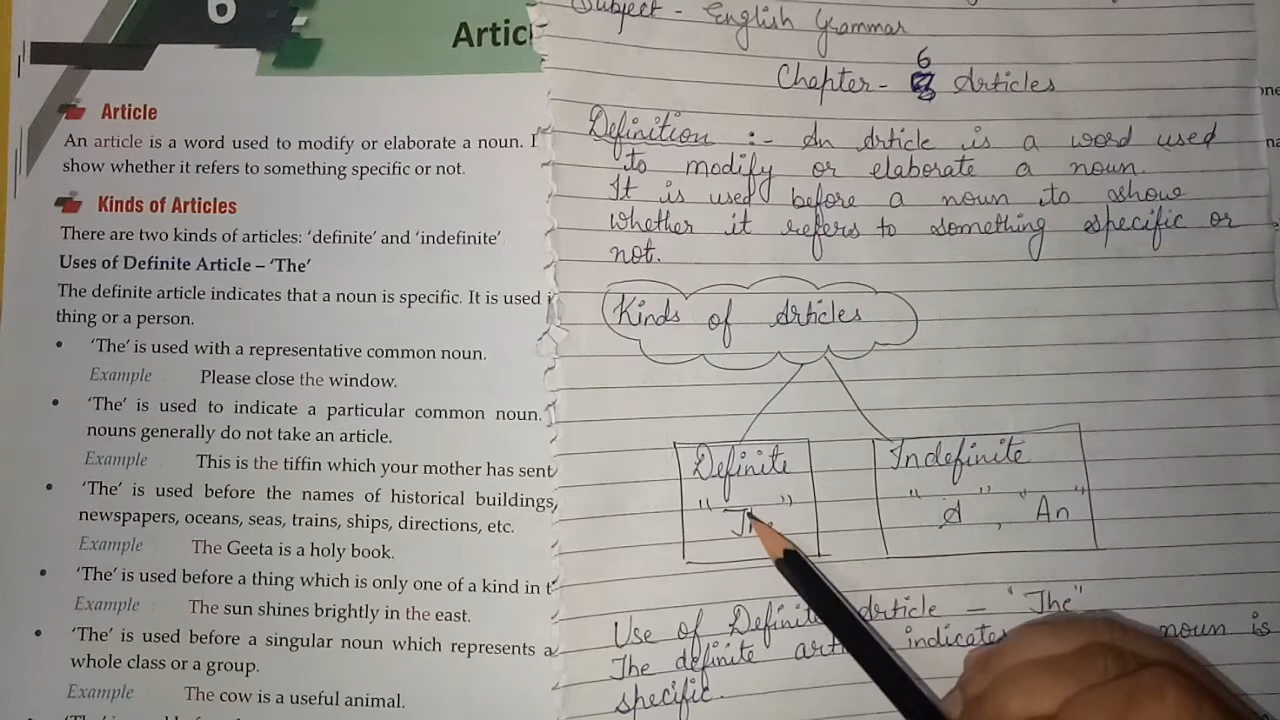 6
Artic
Article
An article is a word used to modify or elaborate a noun. I
show whether it refers to something specific or not.
Kinds of Articles
There are two kinds of articles: 'definite' and 'indefinite'
Uses of Definite Article – 'The'
The definite article indicates that a noun is specific. It is used
thing or a person.
• 'The' is used with a representative common noun.
Example Please close the window.
• 'The' is used to indicate a particular common noun.
nouns generally do not take an article.
Example This is the tiffin which your mother has sent
• 'The' is used before the names of historical buildings,
newspapers, oceans, seas, trains, ships, directions, etc.
Example The Geeta is a holy book.
• 'The' is used before a thing which is only one of a kind in t
Example The sun shines brightly in the east.
• 'The' is used before a singular noun which represents a
whole class or a group.
Example The cow is a useful animal.
Subject - English Grammar
Chapter - 6 Articles
Definition :- An Article is a word used
to modify or elaborate a noun.
It is used before a noun to show
whether it refers to something specific or
not.
Kinds of Articles
Definite
"The"
Indefinite
"A", "An"
Use of Definite Article - "The"
The definite indicates noun is
specific.